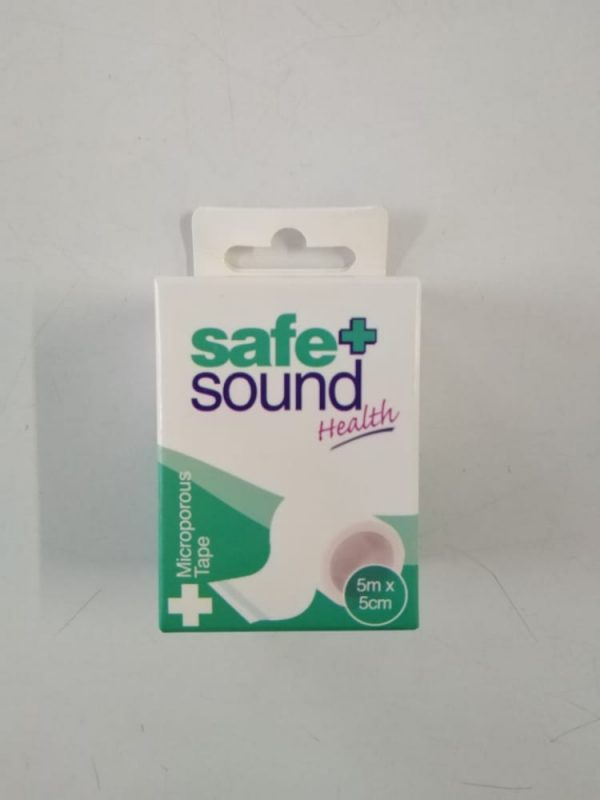 safe+
sound
Health
Microporous
Tape
5m x
5cm